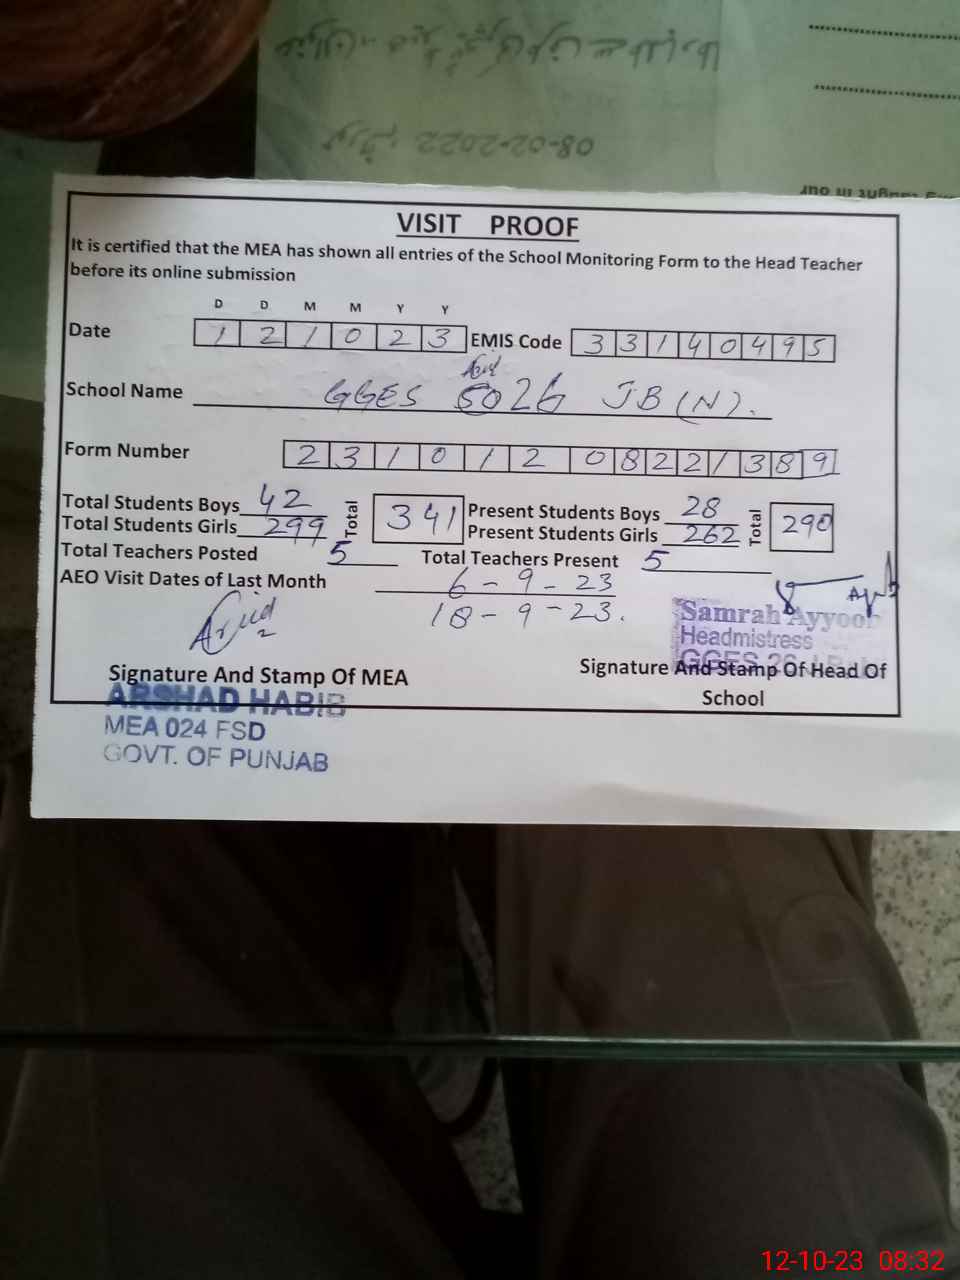 08-02-2022
VISIT PROOF
It is certified that the MEA has shown all entries of the School Monitoring Form to the Head Teacher
before its online submission
D D M M Y Y
Date 1 2 1 0 2 3 EMIS Code 3 3 1 4 0 4 9 5
School Name GGES 5026 JB (N).
Form Number 2 3 1 0 1 2 0 8 2 2 1 3 8 9
Total Students Boys 42 Total 341 Present Students Boys 28 Total 290
Total Students Girls 299 Present Students Girls 262
Total Teachers Posted 5 Total Teachers Present 5
AEO Visit Dates of Last Month 6-9-23
18-9-23.
Samrah Ayyoob
Headmistress
GGES 26
Signature And Stamp Of MEA Signature And Stamp Of Head Of
School
ARSHAD HABIB
MEA 024 FSD
GOVT. OF PUNJAB
12-10-23 08:32